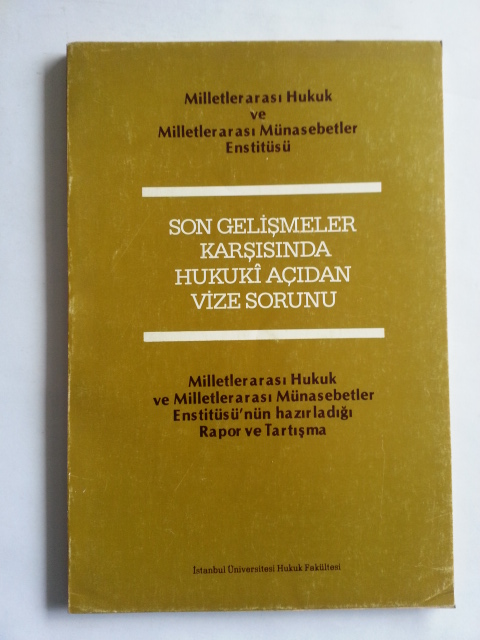 Milletlerarası Hukuk
ve
Milletlerarası Münasebetler
Enstitüsü
SON GELİŞMELER
KARŞISINDA
HUKUKÎ AÇIDAN
VİZE SORUNU
Milletlerarası Hukuk
ve Milletlerarası Münasebetler
Enstitüsü'nün hazırladığı
Rapor ve Tartışma
İstanbul Üniversitesi Hukuk Fakültesi